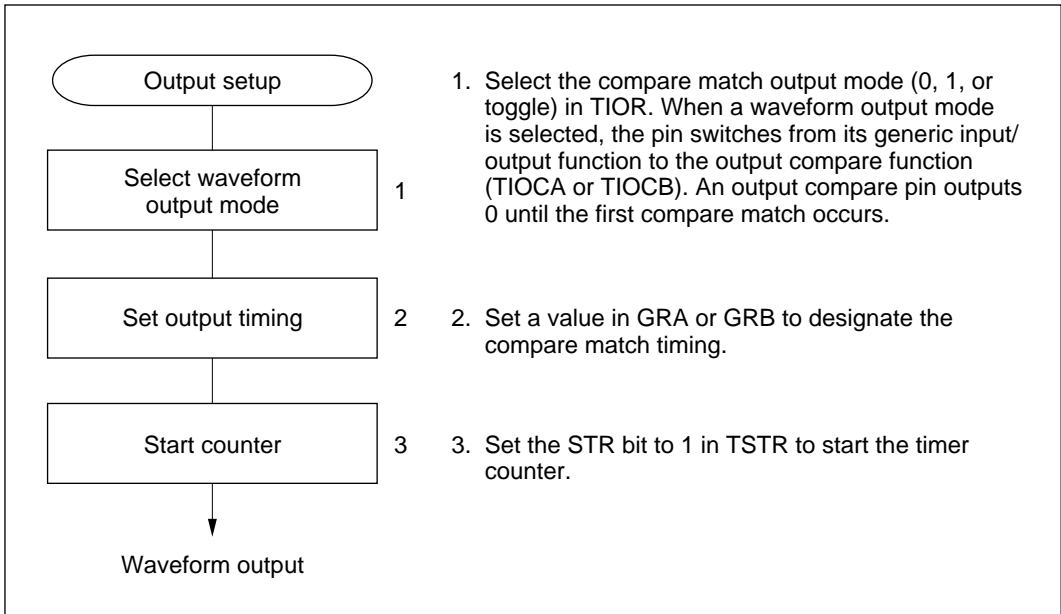 Output setup
Select waveform
output mode
1
Set output timing
2
Start counter
3
Waveform output
1. Select the compare match output mode (0, 1, or
toggle) in TIOR. When a waveform output mode
is selected, the pin switches from its generic input/
output function to the output compare function
(TIOCA or TIOCB). An output compare pin outputs
0 until the first compare match occurs.
2. Set a value in GRA or GRB to designate the
compare match timing.
3. Set the STR bit to 1 in TSTR to start the timer
counter.